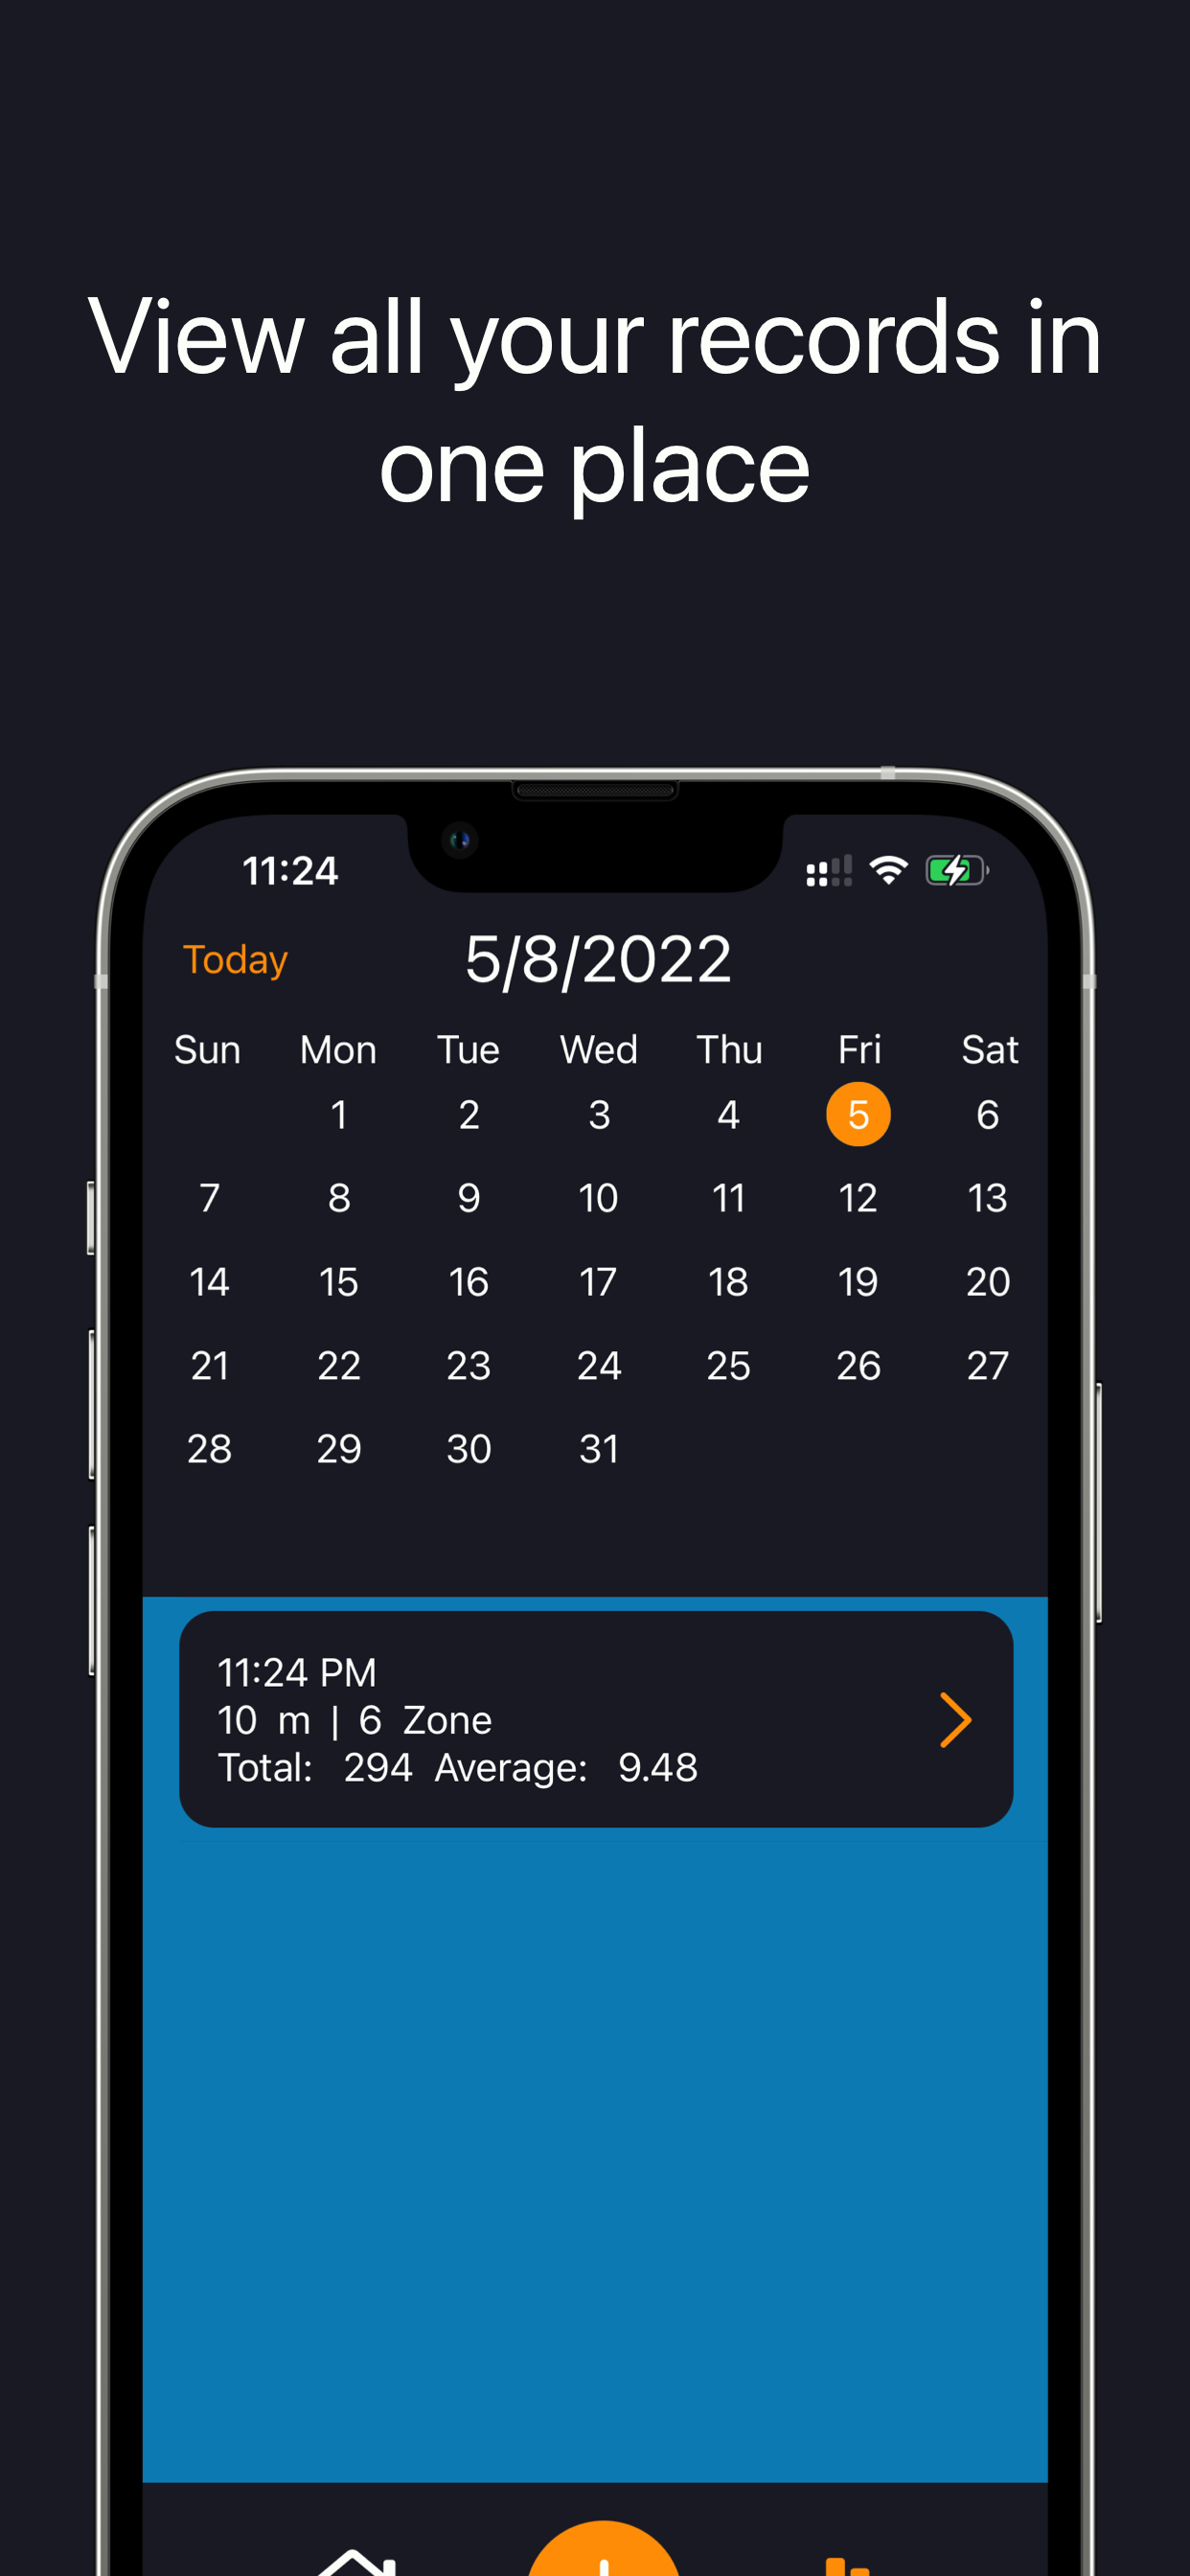 View all your records in
one place
11:24
Today 5/8/2022
Sun Mon Tue Wed Thu Fri Sat
1 2 3 4 5 6
7 8 9 10 11 12 13
14 15 16 17 18 19 20
21 22 23 24 25 26 27
28 29 30 31
11:24 PM
10 m | 6 Zone
Total: 294 Average: 9.48